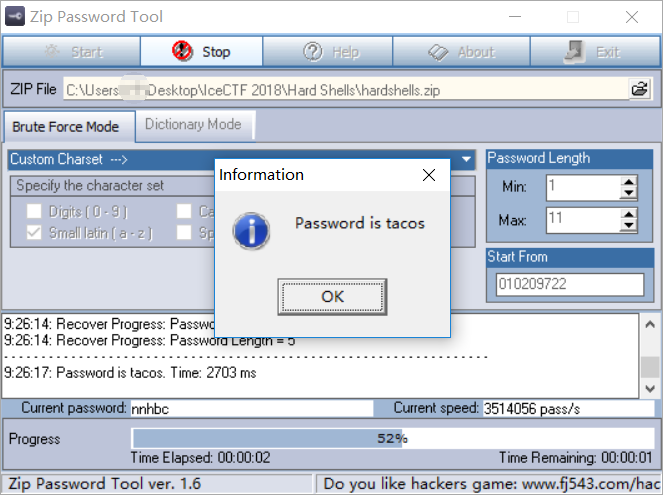 Zip Password Tool
Start Stop Help About Exit
ZIP File C:\Users Desktop\IceCTF 2018\Hard Shells\hardshells.zip
Brute Force Mode Dictionary Mode
Custom Charset ---> Password Length
Specify the character set Min: 1
Digits ( 0 - 9 ) Ca
Small latin ( a - z ) Sp Max: 11
Start From
010209722
Information
Password is tacos
OK
9:26:14: Recover Progress: Passwo
9:26:14: Recover Progress: Password Length = 5
- - - - - - - - - - - - - - - - - - - - - - - - - - - - - - - - - - - - - - - - - - - - - - - - - - - - - - - - - - - -
9:26:17: Password is tacos. Time: 2703 ms
Current password: nnhbc Current speed: 3514056 pass/s
Progress 52%
Time Elapsed: 00:00:02 Time Remaining: 00:00:01
Zip Password Tool ver. 1.6 Do you like hackers game: www.fj543.com/hac